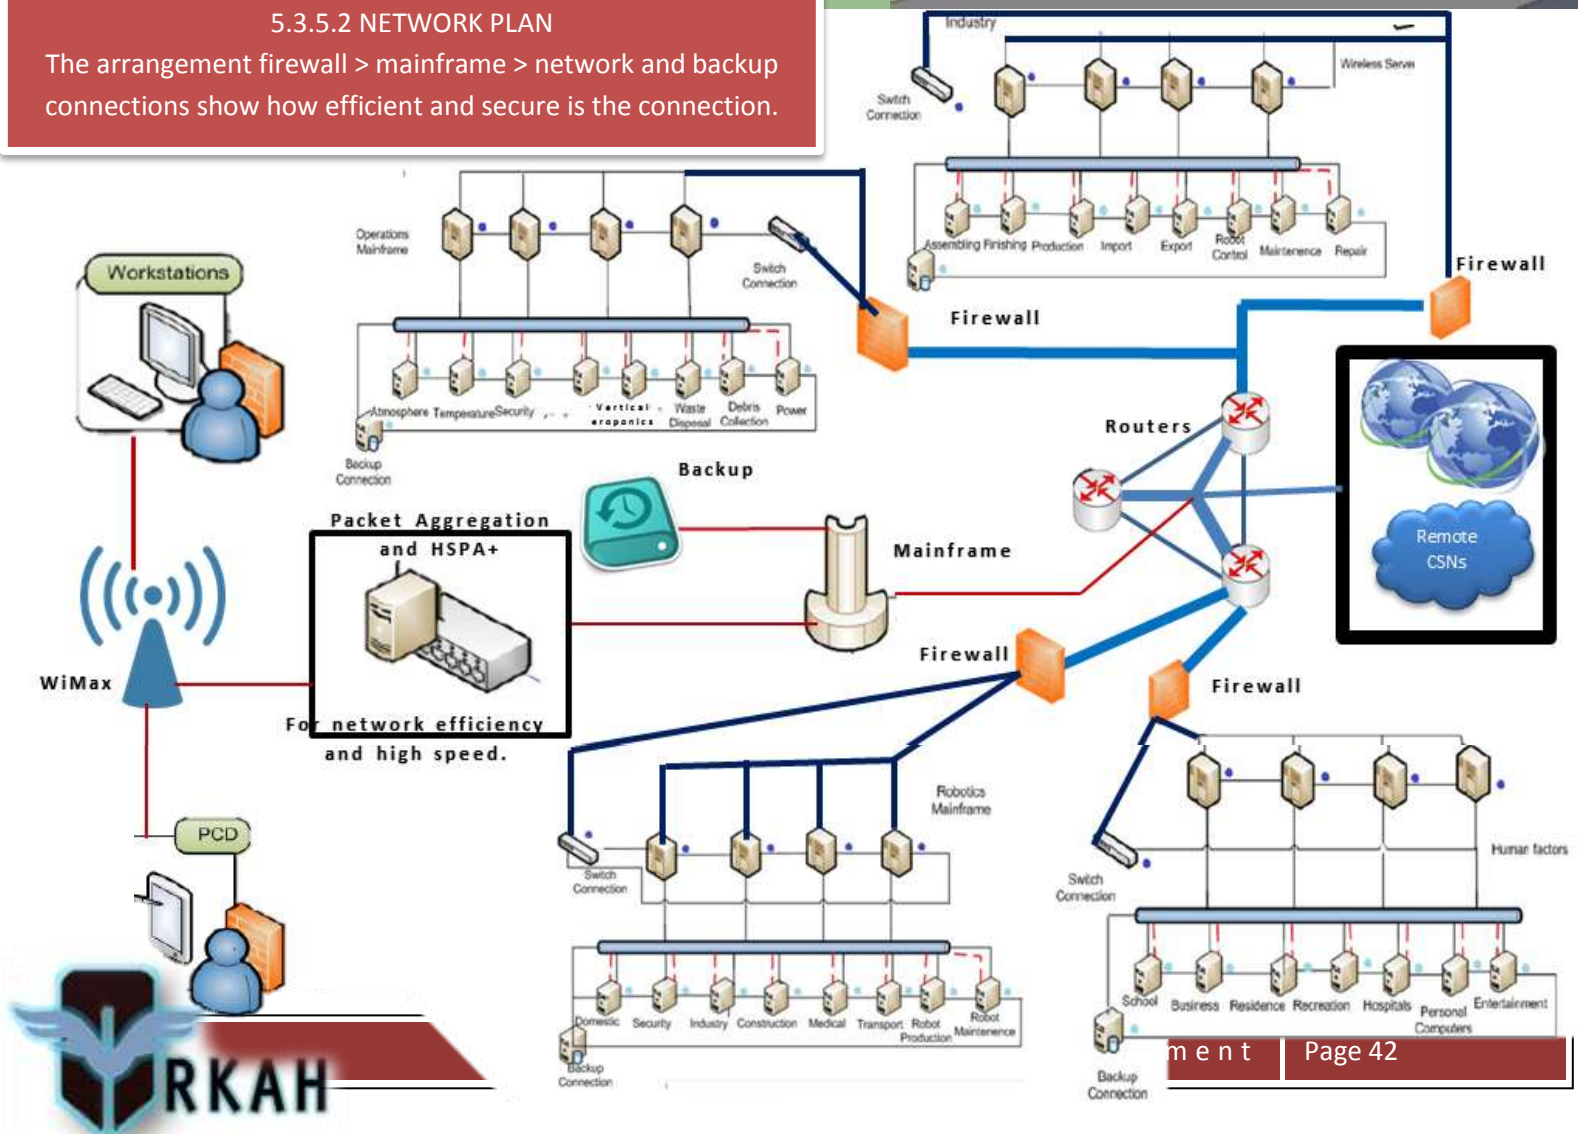 5.3.5.2 NETWORK PLAN
The arrangement firewall > mainframe > network and backup
connections show how efficient and secure is the connection.
Industry
Wireless Server
Switch
Connection
Assembling Finishing Production Import Export Robot
Control Maintenence Repair
Operations
Mainframe
Switch
Connection
Atmosphere Temperature Security Vertical
Waste
Disposal Debris
Collection Power
Backup
Connection
Firewall
Firewall
Workstations
Routers
Remote
CSNs
Backup
Packet Aggregation
and HSPA+
Mainframe
WiMax
For network efficiency
and high speed.
Firewall
Firewall
PCD
Robotics
Mainframe
Switch
Connection
Domestic Security Industry Construction Medical Transport Robot
Production Robot
Maintenence
Backup
Connection
Human factors
Switch
Connection
School Business Residence Recreation Hospitals Personal
Computers Entertainment
Backup
Connection
RKAH
ment
Page 42